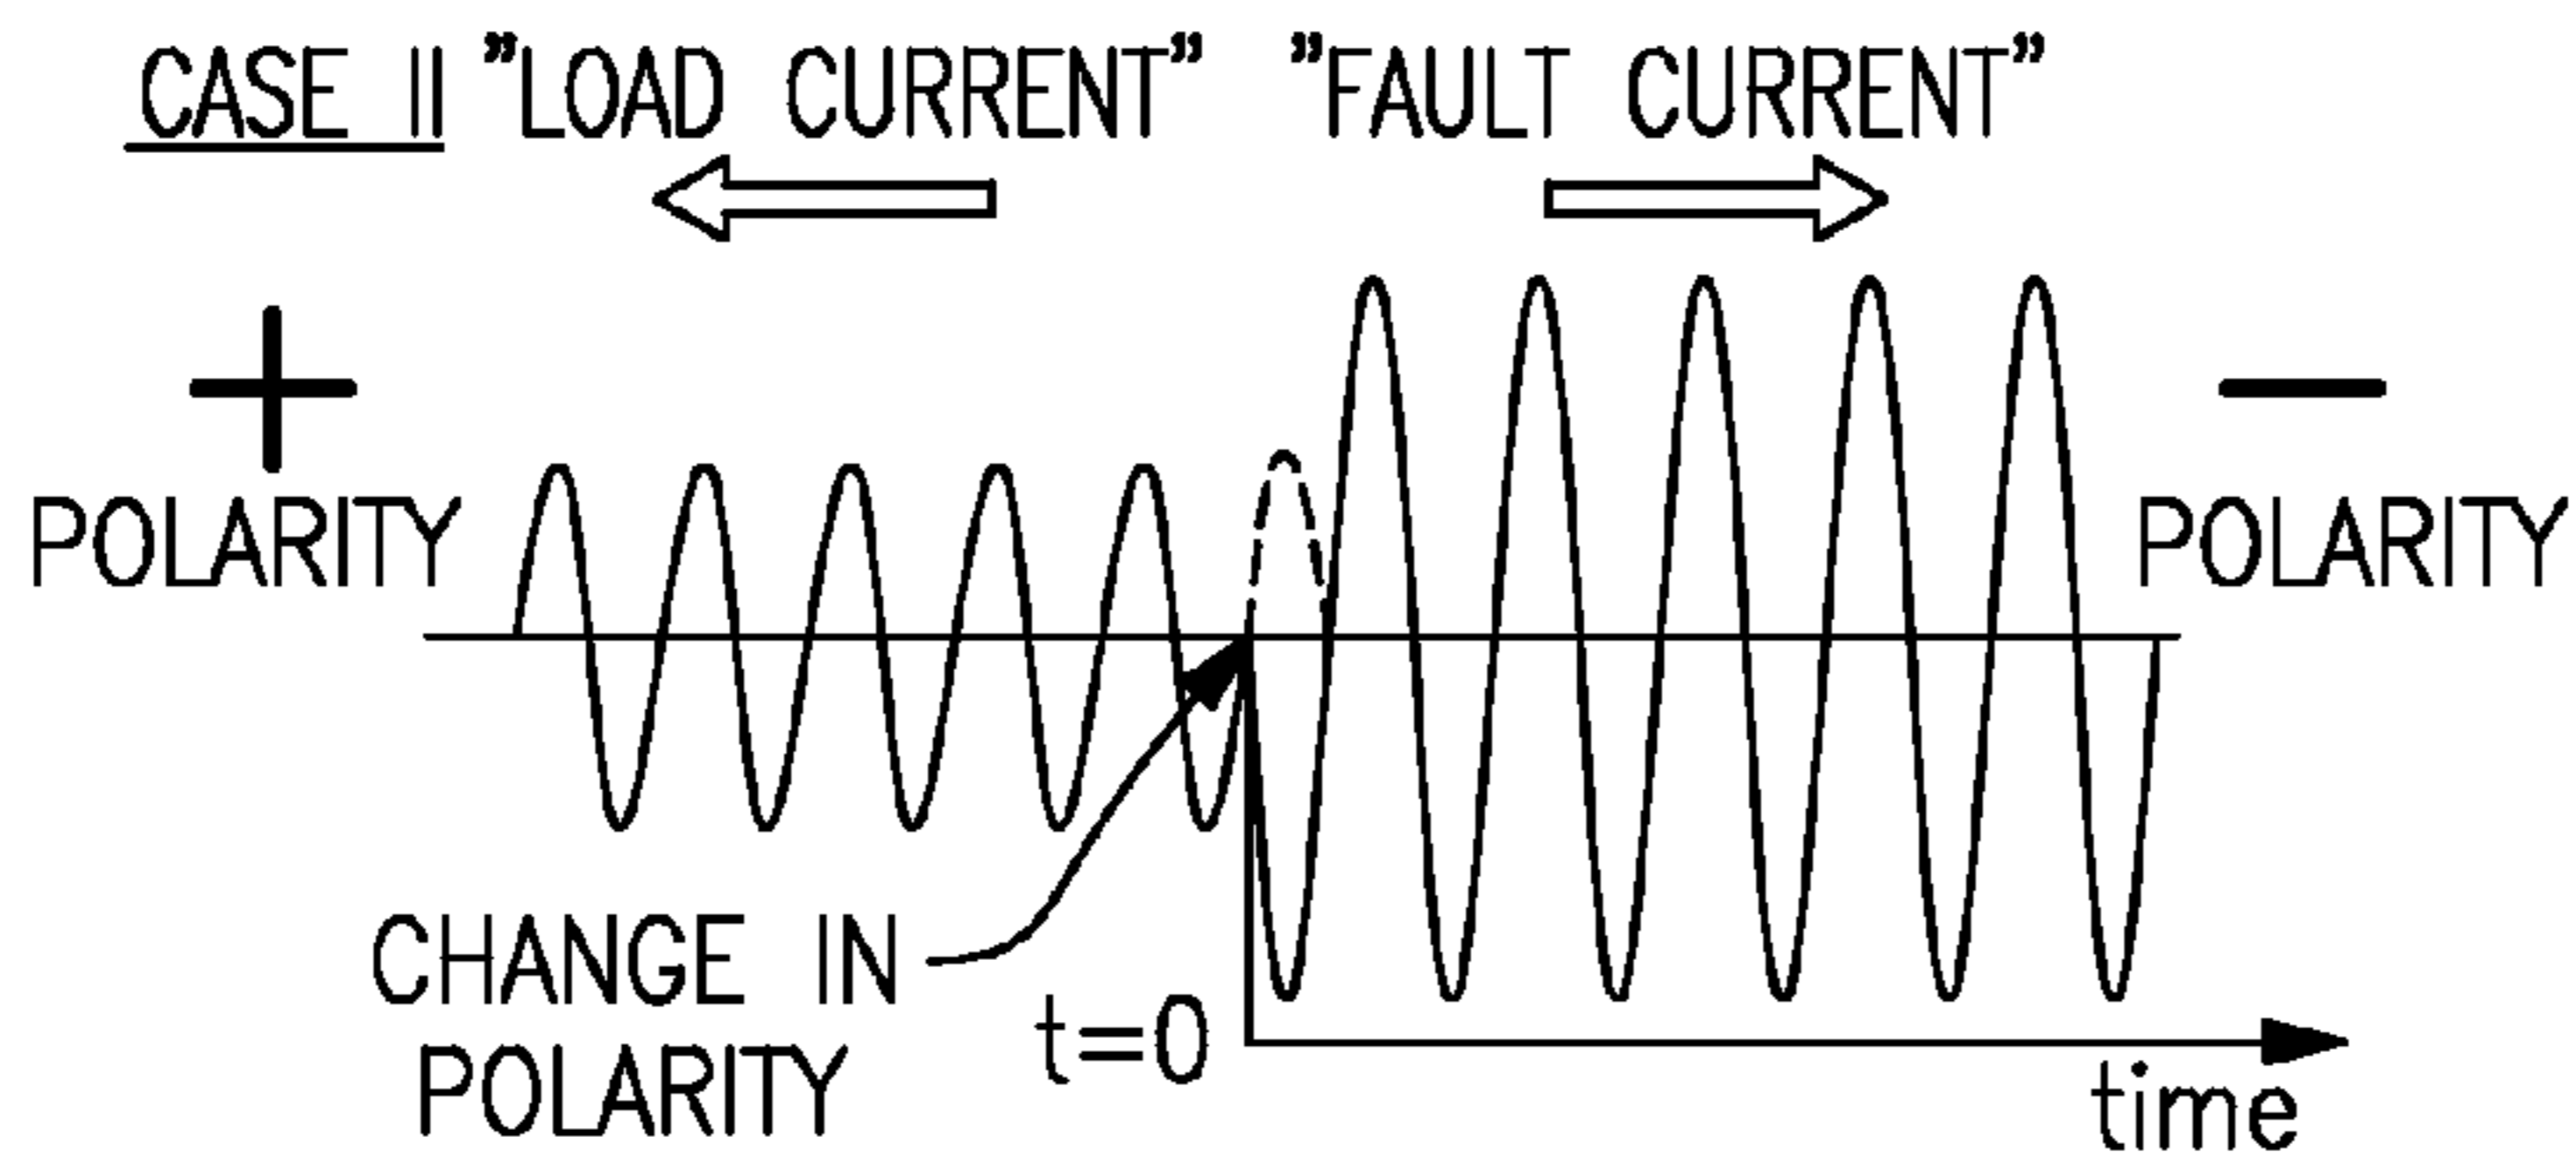 CASE II "LOAD CURRENT" "FAULT CURRENT"
+
POLARITY
−
POLARITY
CHANGE IN
POLARITY
t=0
time